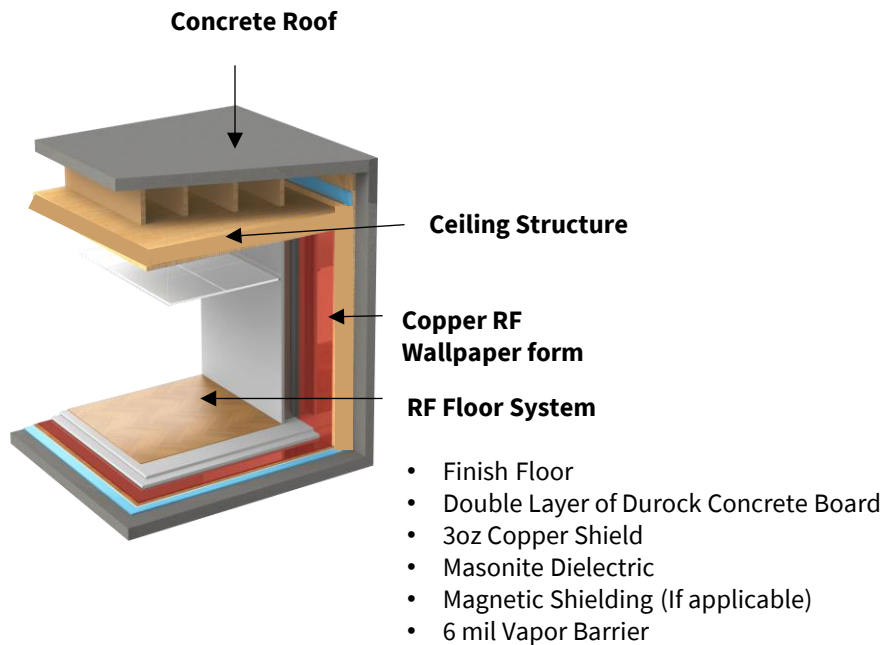 Concrete Roof
Ceiling Structure
Copper RF
Wallpaper form
RF Floor System
• Finish Floor
• Double Layer of Durock Concrete Board
• 3oz Copper Shield
• Masonite Dielectric
• Magnetic Shielding (If applicable)
• 6 mil Vapor Barrier